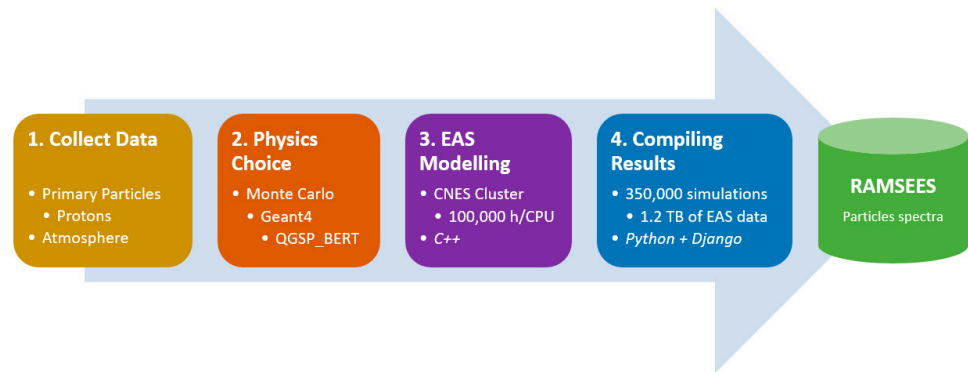 1. Collect Data
• Primary Particles
• Protons
• Atmosphere
2. Physics
Choice
• Monte Carlo
• Geant4
• QGSP_BERT
3. EAS
Modelling
• CNES Cluster
• 100,000 h/CPU
• C++
4. Compiling
Results
• 350,000 simulations
• 1.2 TB of EAS data
• Python + Django
RAMSEES
Particles spectra